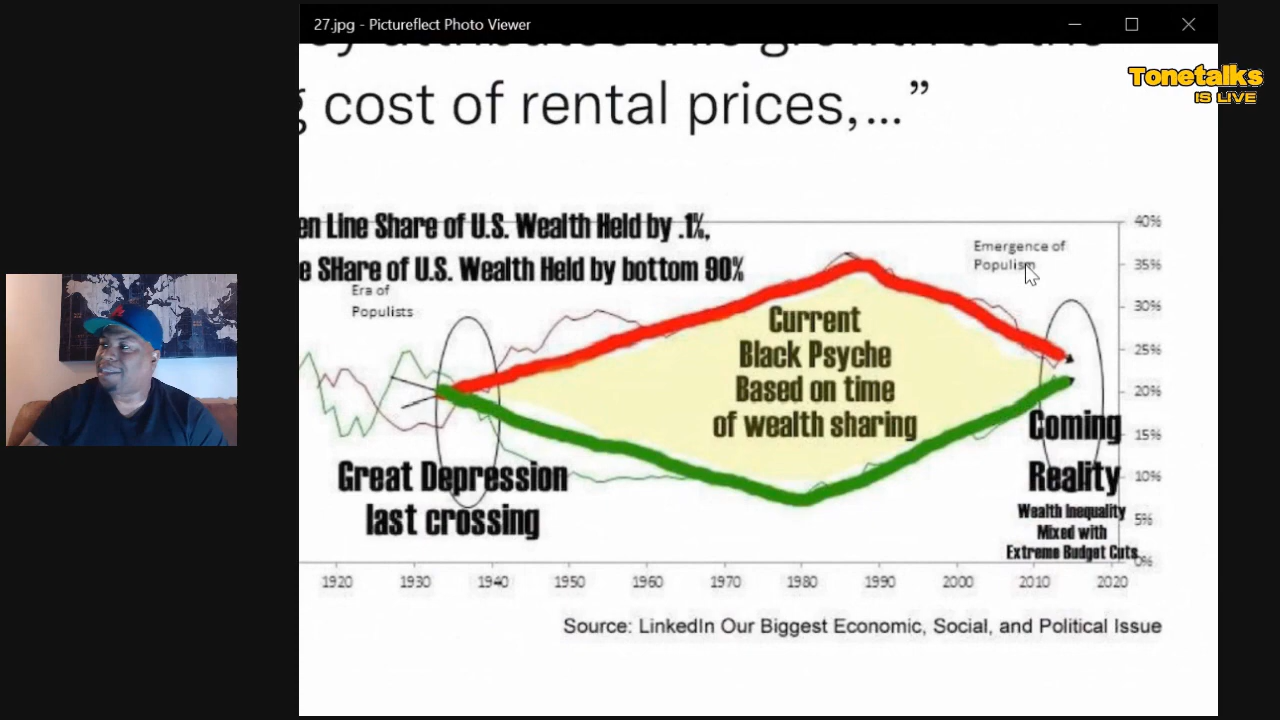 27.jpg - Pictureflect Photo Viewer
Tonetalks
IS LIVE
cost of rental prices,...”
en Line Share of U.S. Wealth Held by .1%,
e SHare of U.S. Wealth Held by bottom 90%
Era of
Populists
Emergence of
Populism
Current
Black Psyche
Based on time
of wealth sharing
Great Depression
last crossing
Coming
Reality
Wealth Inequality
Mixed with
Extreme Budget Cuts
40%
35%
30%
25%
20%
15%
10%
5%
0%
1920 1930 1940 1950 1960 1970 1980 1990 2000 2010 2020
Source: LinkedIn Our Biggest Economic, Social, and Political Issue